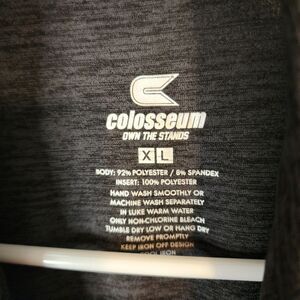 colosseum
OWN THE STANDS
XL
BODY: 92% POLYESTER / 8% SPANDEX
INSERT: 100% POLYESTER
HAND WASH SMOOTHLY OR
MACHINE WASH SEPARATELY
IN LUKE WARM WATER
ONLY NON-CHLORINE BLEACH
TUMBLE DRY LOW OR HANG DRY
REMOVE PROMPTLY
KEEP IRON OFF DESIGN
COOL IRON